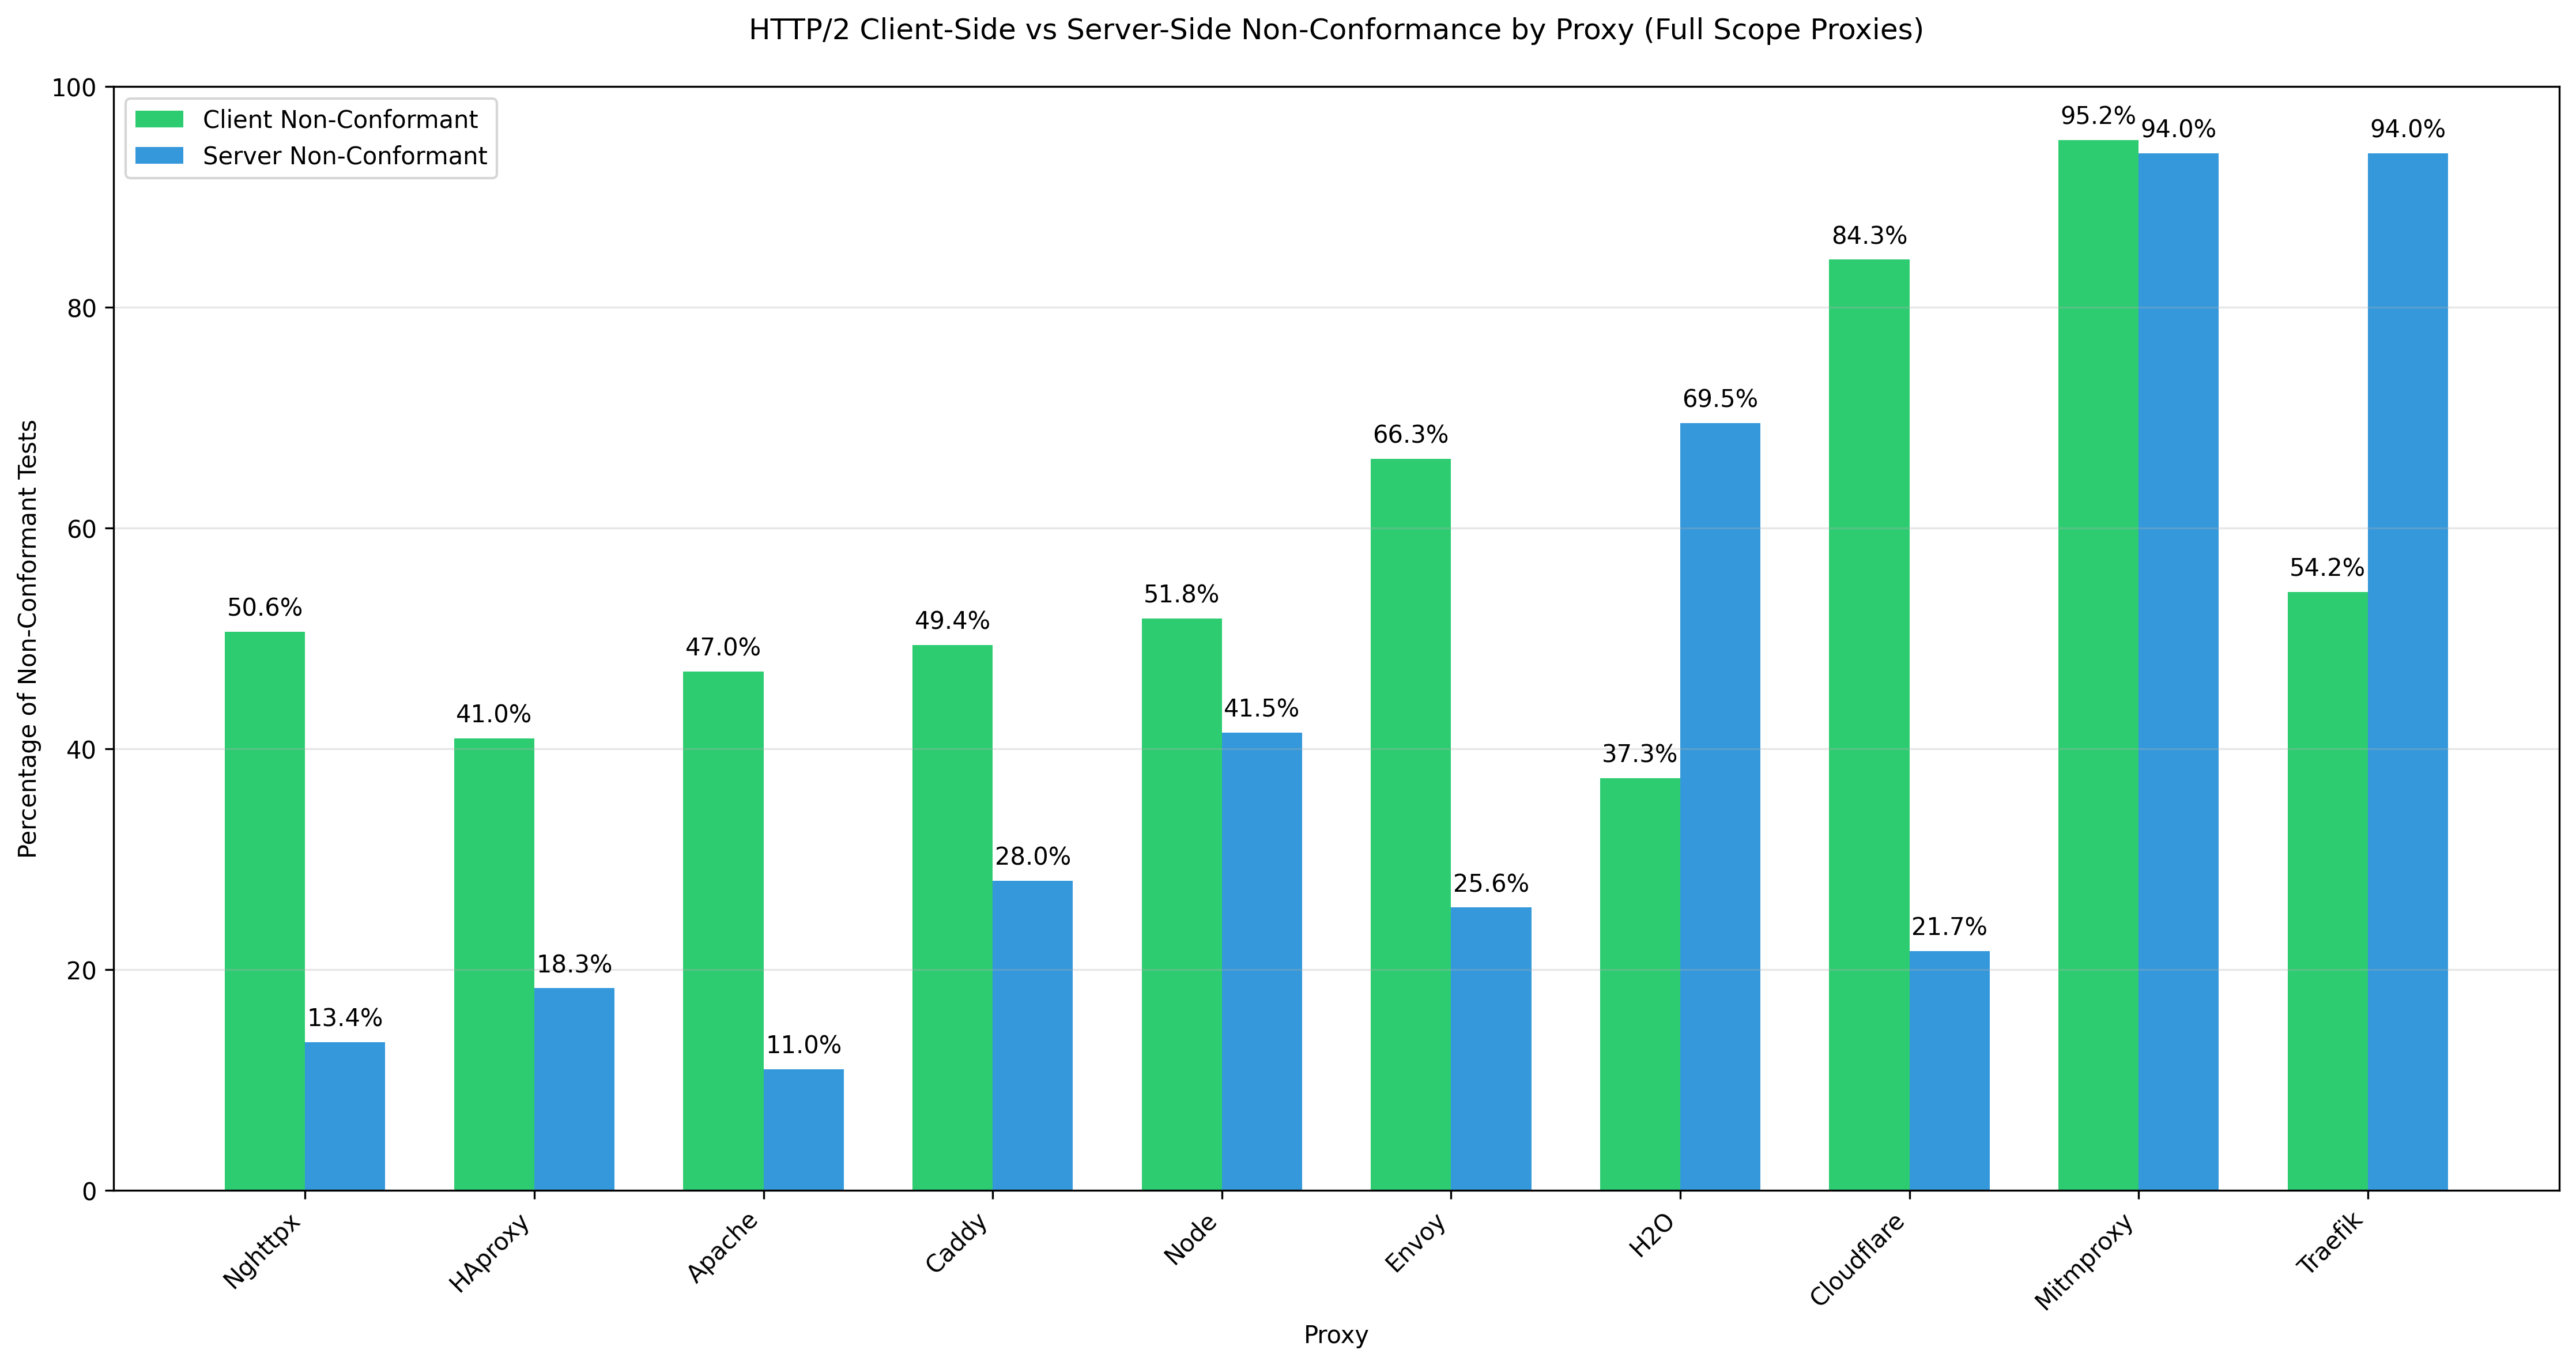 HTTP/2 Client-Side vs Server-Side Non-Conformance by Proxy (Full Scope Proxies)
Client Non-Conformant
Server Non-Conformant
Percentage of Non-Conformant Tests
100
80
60
40
20
0
50.6%
13.4%
41.0%
18.3%
47.0%
11.0%
49.4%
28.0%
51.8%
41.5%
66.3%
25.6%
37.3%
69.5%
84.3%
21.7%
95.2%
94.0%
54.2%
94.0%
Nghttpx
HAproxy
Apache
Caddy
Node
Envoy
H2O
Cloudflare
Mitmproxy
Traefik
Proxy